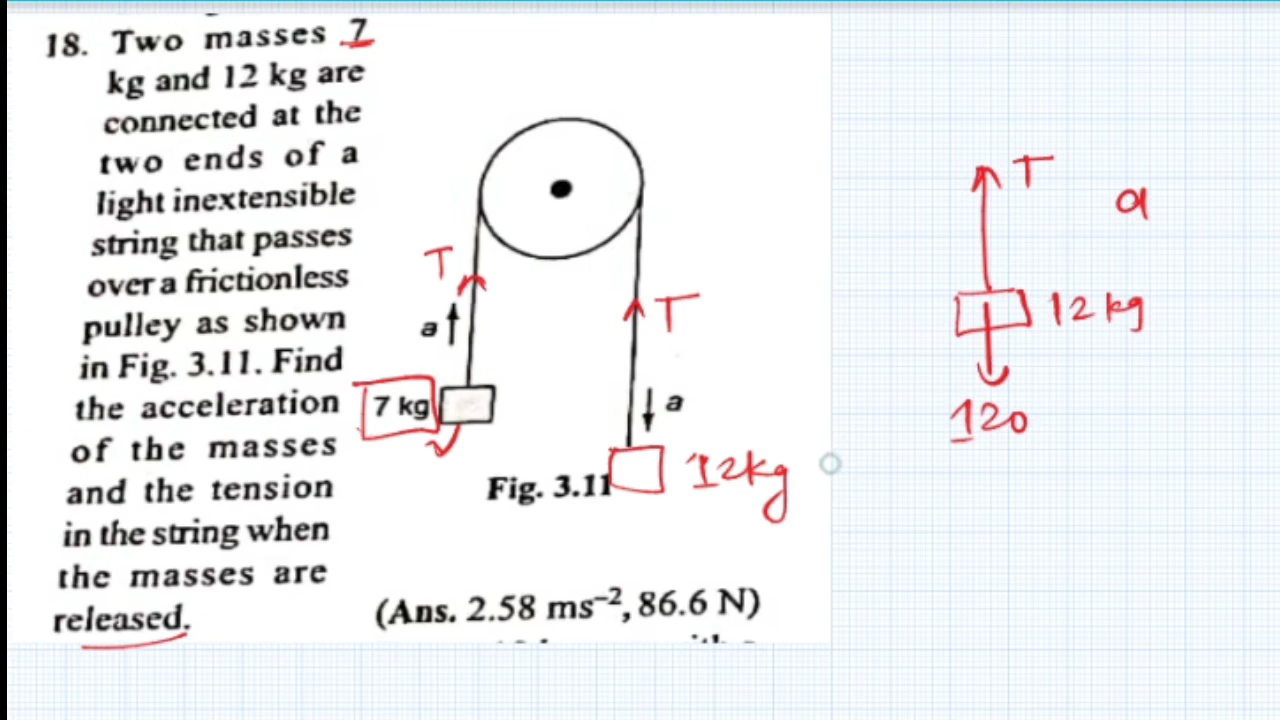 18. Two masses 7
kg and 12 kg are
connected at the
two ends of a
light inextensible
string that passes
over a frictionless
pulley as shown
in Fig. 3.11. Find
the acceleration
of the masses
and the tension
in the string when
the masses are
released.
T
a
7 kg
T
a
12kg
Fig. 3.11
(Ans. 2.58 ms⁻², 86.6 N)
T
a
12 kg
120